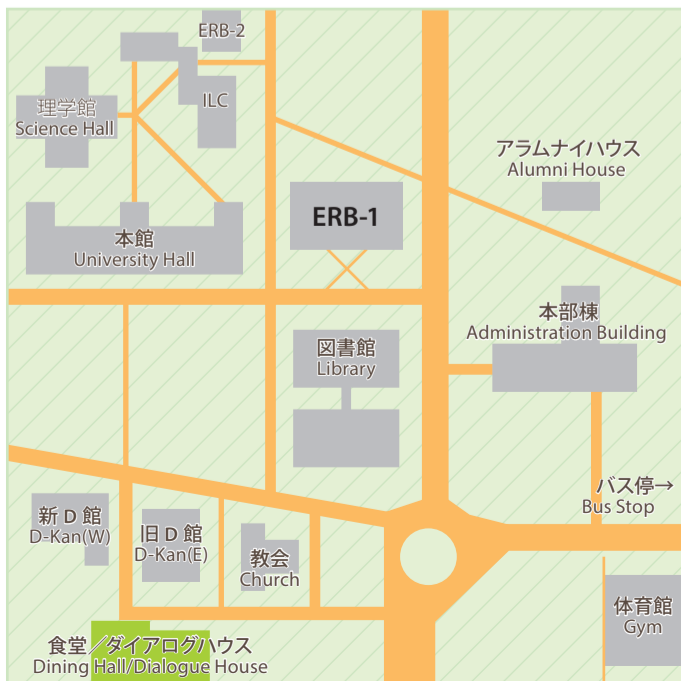 ERB-2
ILC
理学館
Science Hall
アラムナイハウス
Alumni House
ERB-1
本館
University Hall
本部棟
Administration Building
図書館
Library
バス停→
Bus Stop
新D館
D-Kan(W)
旧D館
D-Kan(E)
教会
Church
体育館
Gym
食堂／ダイアログハウス
Dining Hall/Dialogue House